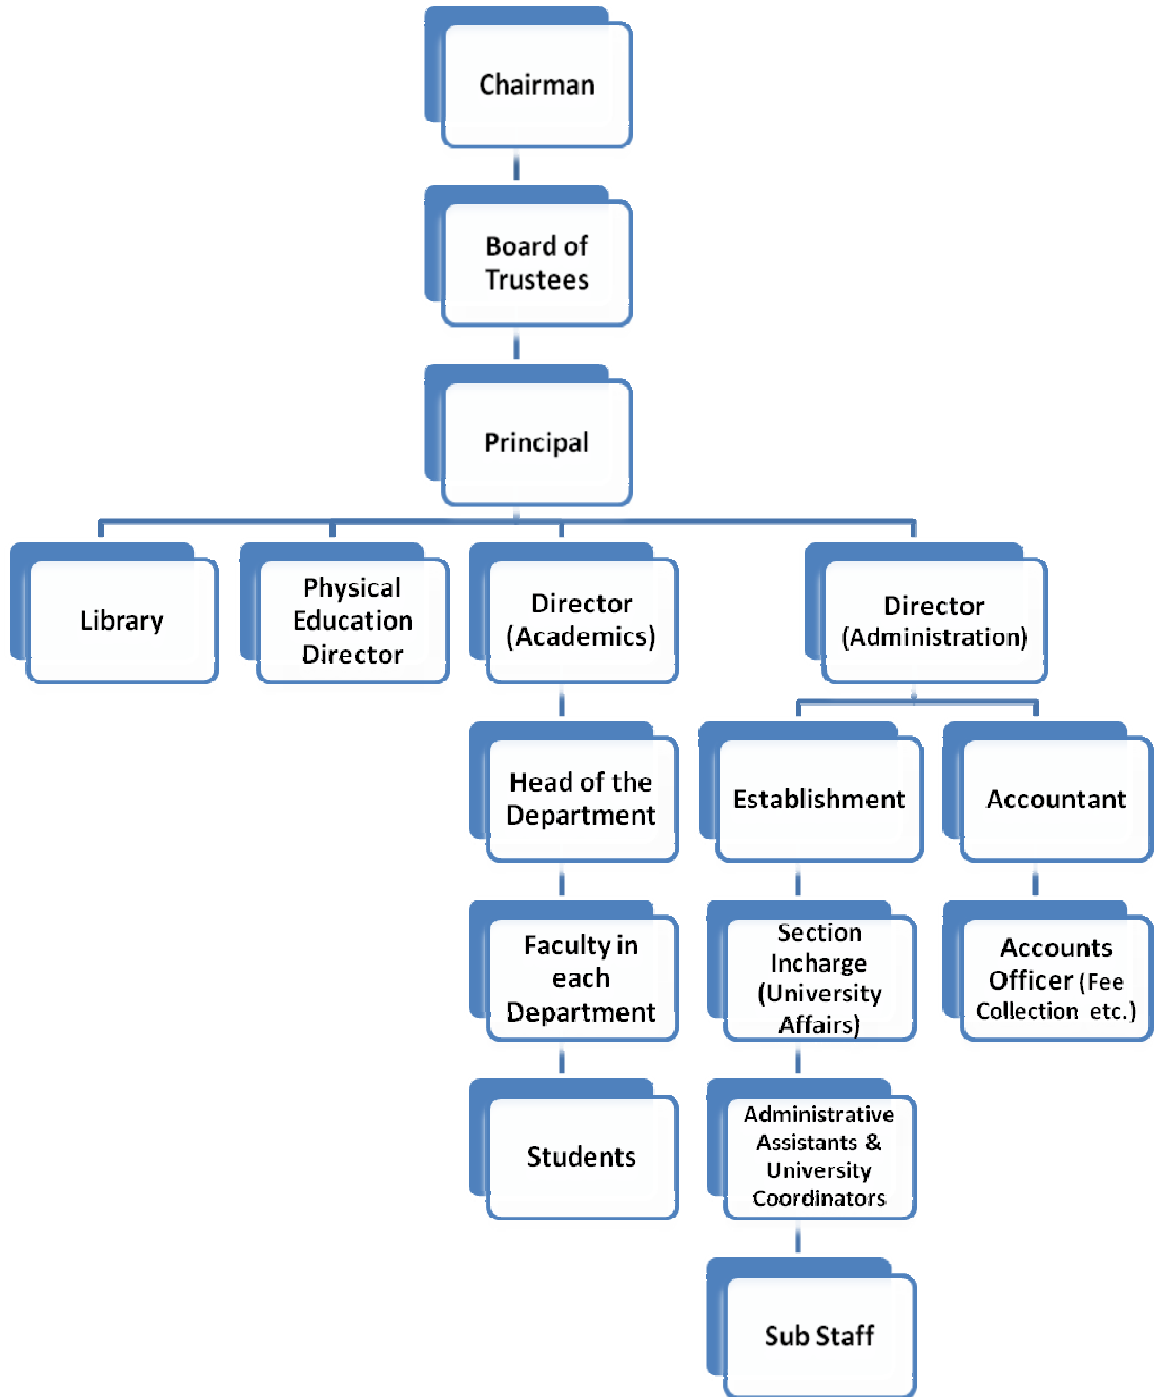 Chairman
Board of
Trustees
Principal
Library
Physical
Education
Director
Director
(Academics)
Director
(Administration)
Head of the
Department
Establishment
Accountant
Faculty in
each
Department
Section
Incharge
(University
Affairs)
Accounts
Officer (Fee
Collection etc.)
Students
Administrative
Assistants &
University
Coordinators
Sub Staff